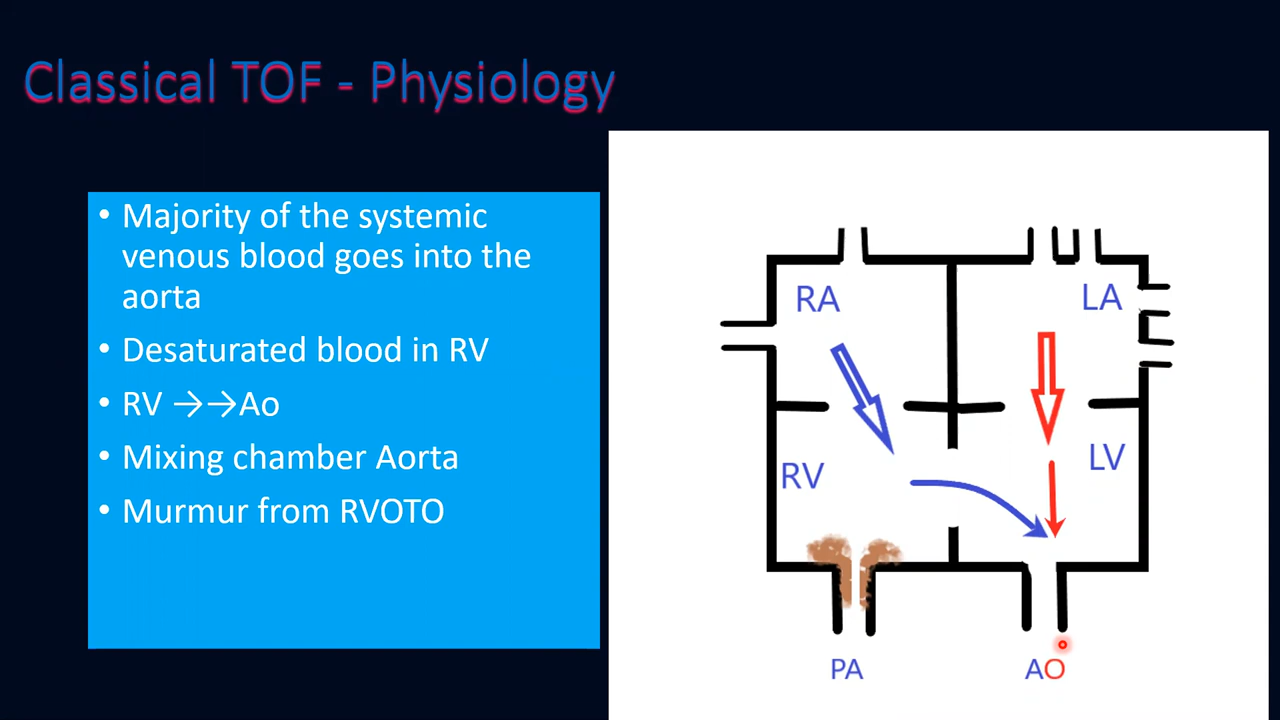 Classical TOF - Physiology
• Majority of the systemic
venous blood goes into the
aorta
• Desaturated blood in RV
• RV →→Ao
• Mixing chamber Aorta
• Murmur from RVOTO
RA
LA
RV
LV
PA
AO